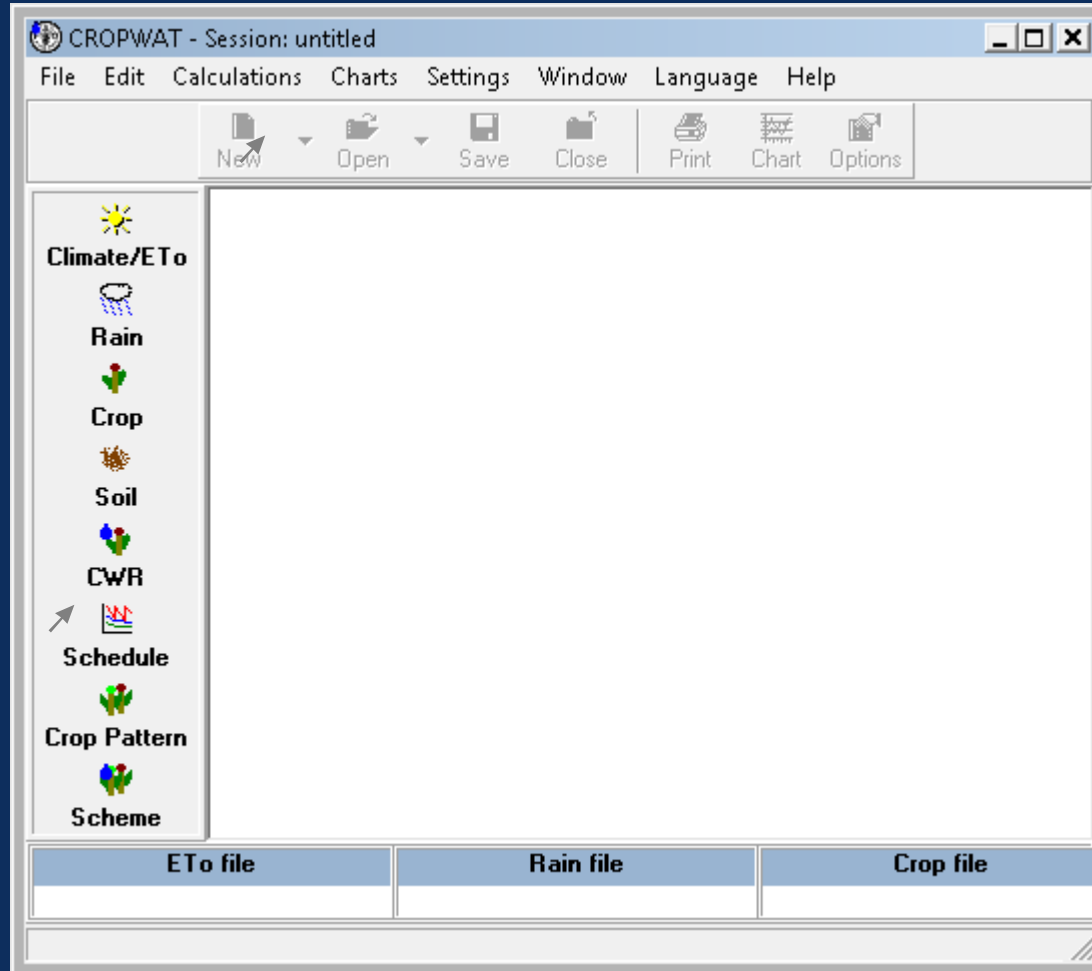 CROPWAT - Session: untitled
File Edit Calculations Charts Settings Window Language Help
New Open Save Close Print Chart Options
Climate/ETo
Rain
Crop
Soil
CWR
Schedule
Crop Pattern
Scheme
ETo file Rain file Crop file